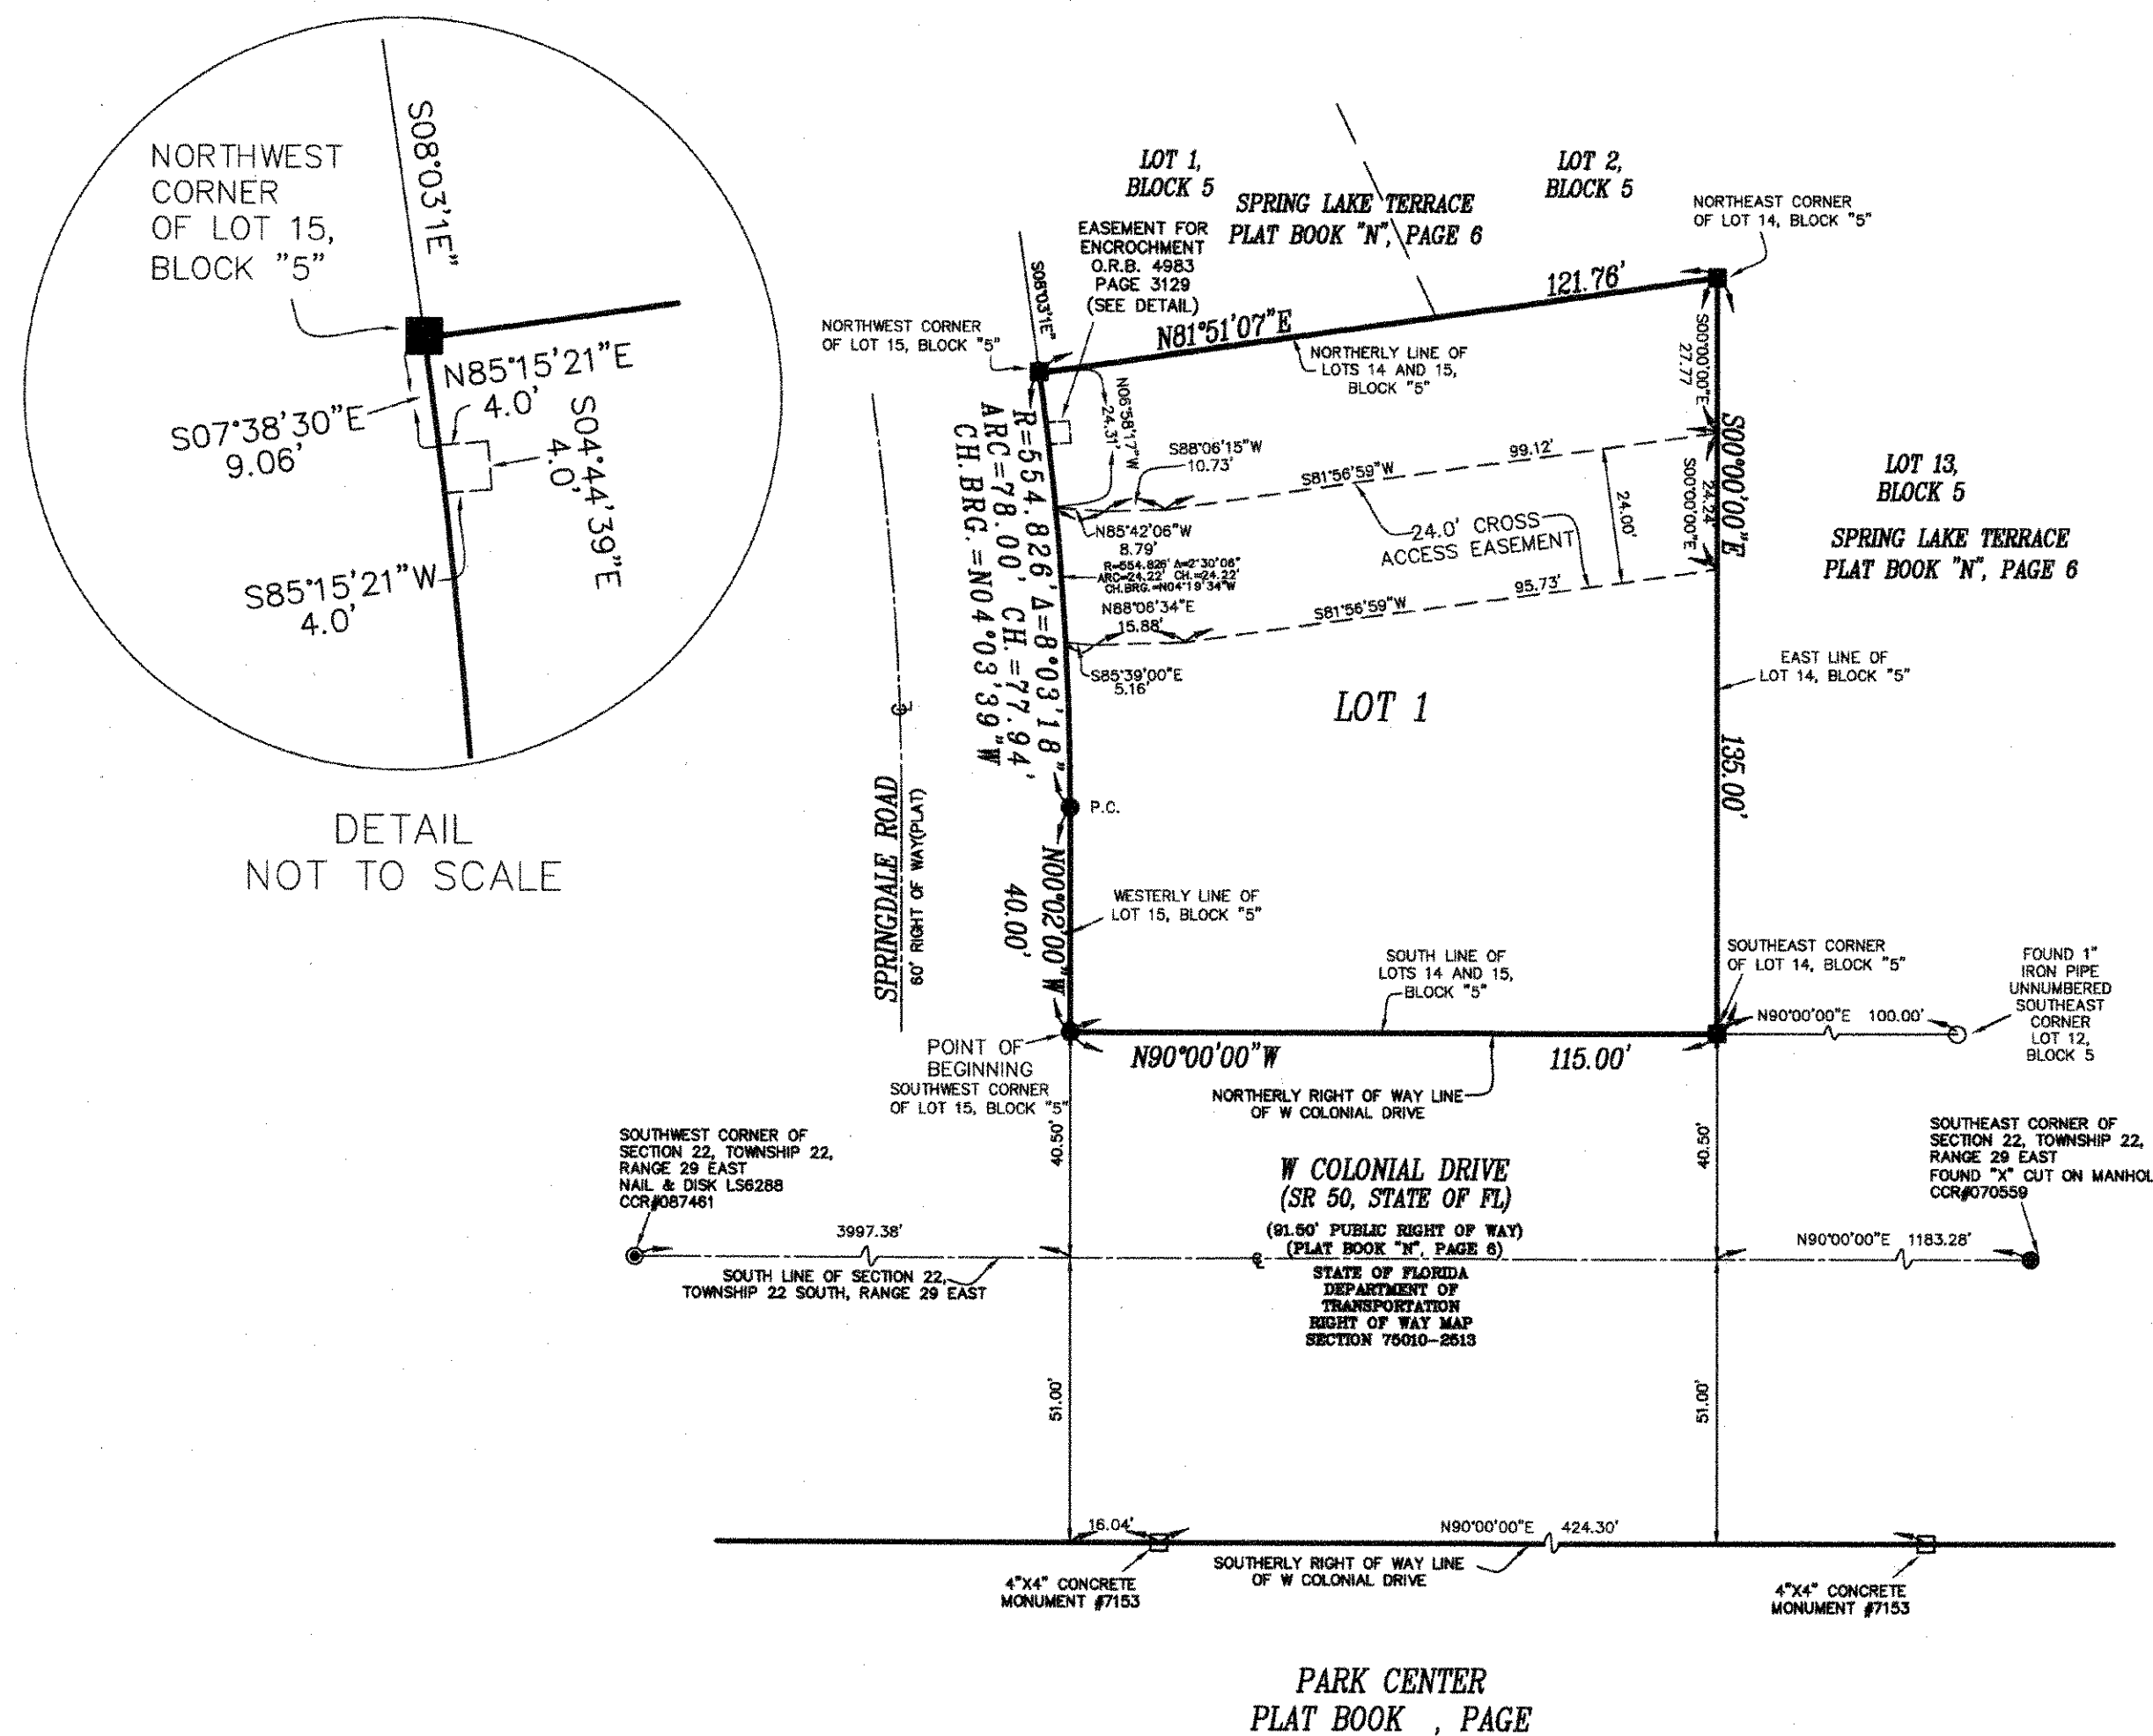 NORTHWEST
CORNER
OF LOT 15,
BLOCK "5"
S08°03'1E"
N85°15'21"E
4.0'
S07°38'30"E
9.06'
S04°44'39"E
4.0'
S85°15'21"W
4.0'
DETAIL
NOT TO SCALE
LOT 1,
BLOCK 5
SPRING LAKE TERRACE
PLAT BOOK "N", PAGE 6
LOT 2,
BLOCK 5
NORTHEAST CORNER
OF LOT 14, BLOCK "5"
EASEMENT FOR
ENCROCHMENT
O.R.B. 4983
PAGE 3129
(SEE DETAIL)
S08°03'1E"
NORTHWEST CORNER
OF LOT 15, BLOCK "5"
N81°51'07"E
121.76'
NORTHERLY LINE OF
LOTS 14 AND 15,
BLOCK "5"
S00°00'00"E
27.77
N06°58'17"W
24.31'
S88°06'15"W
10.73'
S81°56'59"W
99.12'
S00°00'00"E
135.00'
24.24'
S00°00'00"E
24.00'
24.0' CROSS
ACCESS EASEMENT
N85°42'06"W
8.79'
R=554.826' Δ=2°30'06"
ARC=24.22' CH.=24.22'
CH.BRG.=N04°19'34"W
N88°06'34"E
15.88'
S81°56'59"W
95.73'
S85°39'00"E
5.16'
R=554.826' Δ=8°03'18"
ARC=78.00' CH.=77.94'
CH.BRG.=N04°03'39"W
LOT 1
LOT 13,
BLOCK 5
SPRING LAKE TERRACE
PLAT BOOK "N", PAGE 6
EAST LINE OF
LOT 14, BLOCK "5"
SPRINGDALE ROAD
60' RIGHT OF WAY(PLAT)
P.C.
N00°02'00"W
40.00'
WESTERLY LINE OF
LOT 15, BLOCK "5"
SOUTH LINE OF
LOTS 14 AND 15,
BLOCK "5"
SOUTHEAST CORNER
OF LOT 14, BLOCK "5"
FOUND 1"
IRON PIPE
UNNUMBERED
SOUTHEAST
CORNER
LOT 12,
BLOCK 5
N90°00'00"E 100.00'
POINT OF
BEGINNING
SOUTHWEST CORNER
OF LOT 15, BLOCK "5"
N90°00'00"W
115.00'
NORTHERLY RIGHT OF WAY LINE
OF W COLONIAL DRIVE
40.50'
40.50'
SOUTHWEST CORNER OF
SECTION 22, TOWNSHIP 22,
RANGE 29 EAST
NAIL & DISK LS6288
CCR#087461
W COLONIAL DRIVE
(SR 50, STATE OF FL)
(91.50' PUBLIC RIGHT OF WAY)
(PLAT BOOK "N", PAGE 6)
STATE OF FLORIDA
DEPARTMENT OF
TRANSPORTATION
RIGHT OF WAY MAP
SECTION 75010-2513
SOUTHEAST CORNER OF
SECTION 22, TOWNSHIP 22,
RANGE 29 EAST
FOUND "X" CUT ON MANHOL
CCR#070559
3997.38'
SOUTH LINE OF SECTION 22,
TOWNSHIP 22 SOUTH, RANGE 29 EAST
N90°00'00"E 1183.28'
51.00'
51.00'
16.04'
N90°00'00"E 424.30'
SOUTHERLY RIGHT OF WAY LINE
OF W COLONIAL DRIVE
4"X4" CONCRETE
MONUMENT #7153
4"X4" CONCRETE
MONUMENT #7153
PARK CENTER
PLAT BOOK , PAGE